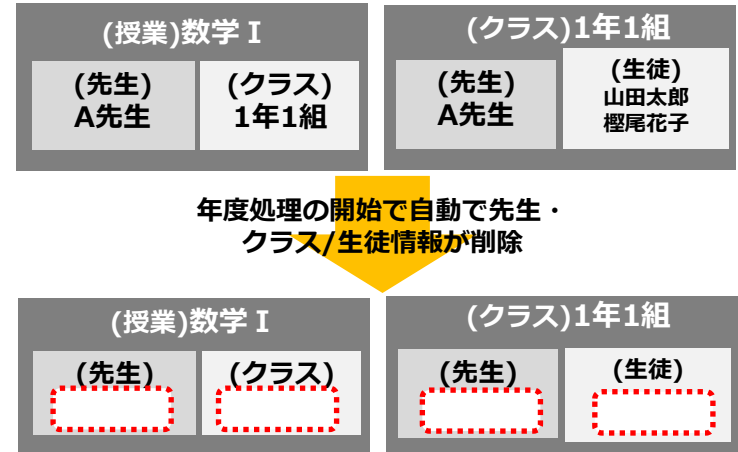 (授業)数学Ⅰ
(先生)
A先生
(クラス)
1年1組
(クラス)1年1組
(先生)
A先生
(生徒)
山田太郎
樫尾花子
年度処理の開始で自動で先生・
クラス/生徒情報が削除
(授業)数学Ⅰ
(先生)
(クラス)
(クラス)1年1組
(先生)
(生徒)